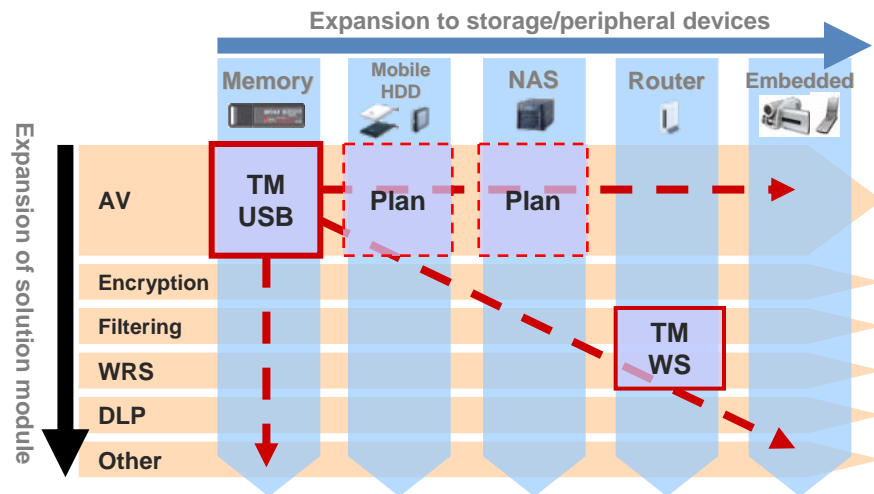 Expansion to storage/peripheral devices
Memory
Mobile
HDD
NAS
Router
Embedded
Expansion of solution module
AV
TM
USB
Plan
Plan
Encryption
Filtering
TM
WS
WRS
DLP
Other